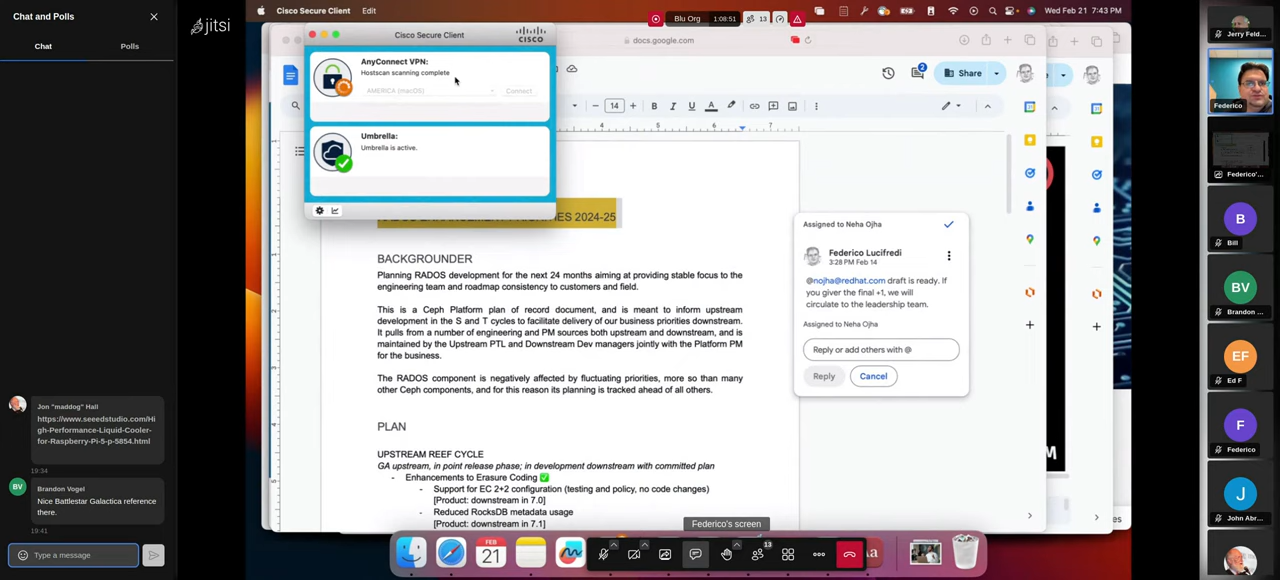 Chat and Polls
Chat
Polls
Jon "maddog" Hall
https://www.seeedstudio.com/Hi
gh-Performance-Liquid-Cooler-
for-Raspberry-Pi-5-p-5854.html
19:34
BV
Brandon Vogel
Nice Battlestar Galactica reference
there.
19:41
Type a message
jitsi
Cisco Secure Client
Edit
Blu Org
1:08:51
13
Wed Feb 21 7:43 PM
Cisco Secure Client
CISCO
AnyConnect VPN:
Hostscan scanning complete
AMERICA (macOS)
Connect
Umbrella:
Umbrella is active.
docs.google.com
2
Share
14
B
I
U
A
4
5
6
7
2024-25
BACKGROUNDER
Planning RADOS development for the next 24 months aiming at providing stable focus to the
engineering team and roadmap consistency to customers and field.
This is a Ceph Platform plan of record document, and is meant to inform upstream
development in the S and T cycles to facilitate delivery of our business priorities downstream.
It pulls from a number of engineering and PM sources both upstream and downstream, and is
maintained by the Upstream PTL and Downstream Dev managers jointly with the Platform PM
for the business.
The RADOS component is negatively affected by fluctuating priorities, more so than many
other Ceph components, and for this reason its planning is tracked ahead of all others.
PLAN
UPSTREAM REEF CYCLE
GA upstream, in point release phase; in development downstream with committed plan
- Enhancements to Erasure Coding
- Support for EC 2+2 configuration (testing and policy, no code changes)
[Product: downstream in 7.0]
- Reduced RocksDB metadata usage
[Product: downstream in 7.1]
Assigned to Neha Ojha
Federico Lucifredi
3:28 PM Feb 14
@nojha@redhat.com draft is ready. If
you giver the final +1, we will
circulate to the leadership team.
Assigned to Neha Ojha
Reply or add others with @
Reply
Cancel
Federico's screen
FEB
21
13
Jerry Feld...
Federico
Federico'...
B
Bill
BV
Brandon ...
EF
Ed F
F
Federico
J
John Abr...